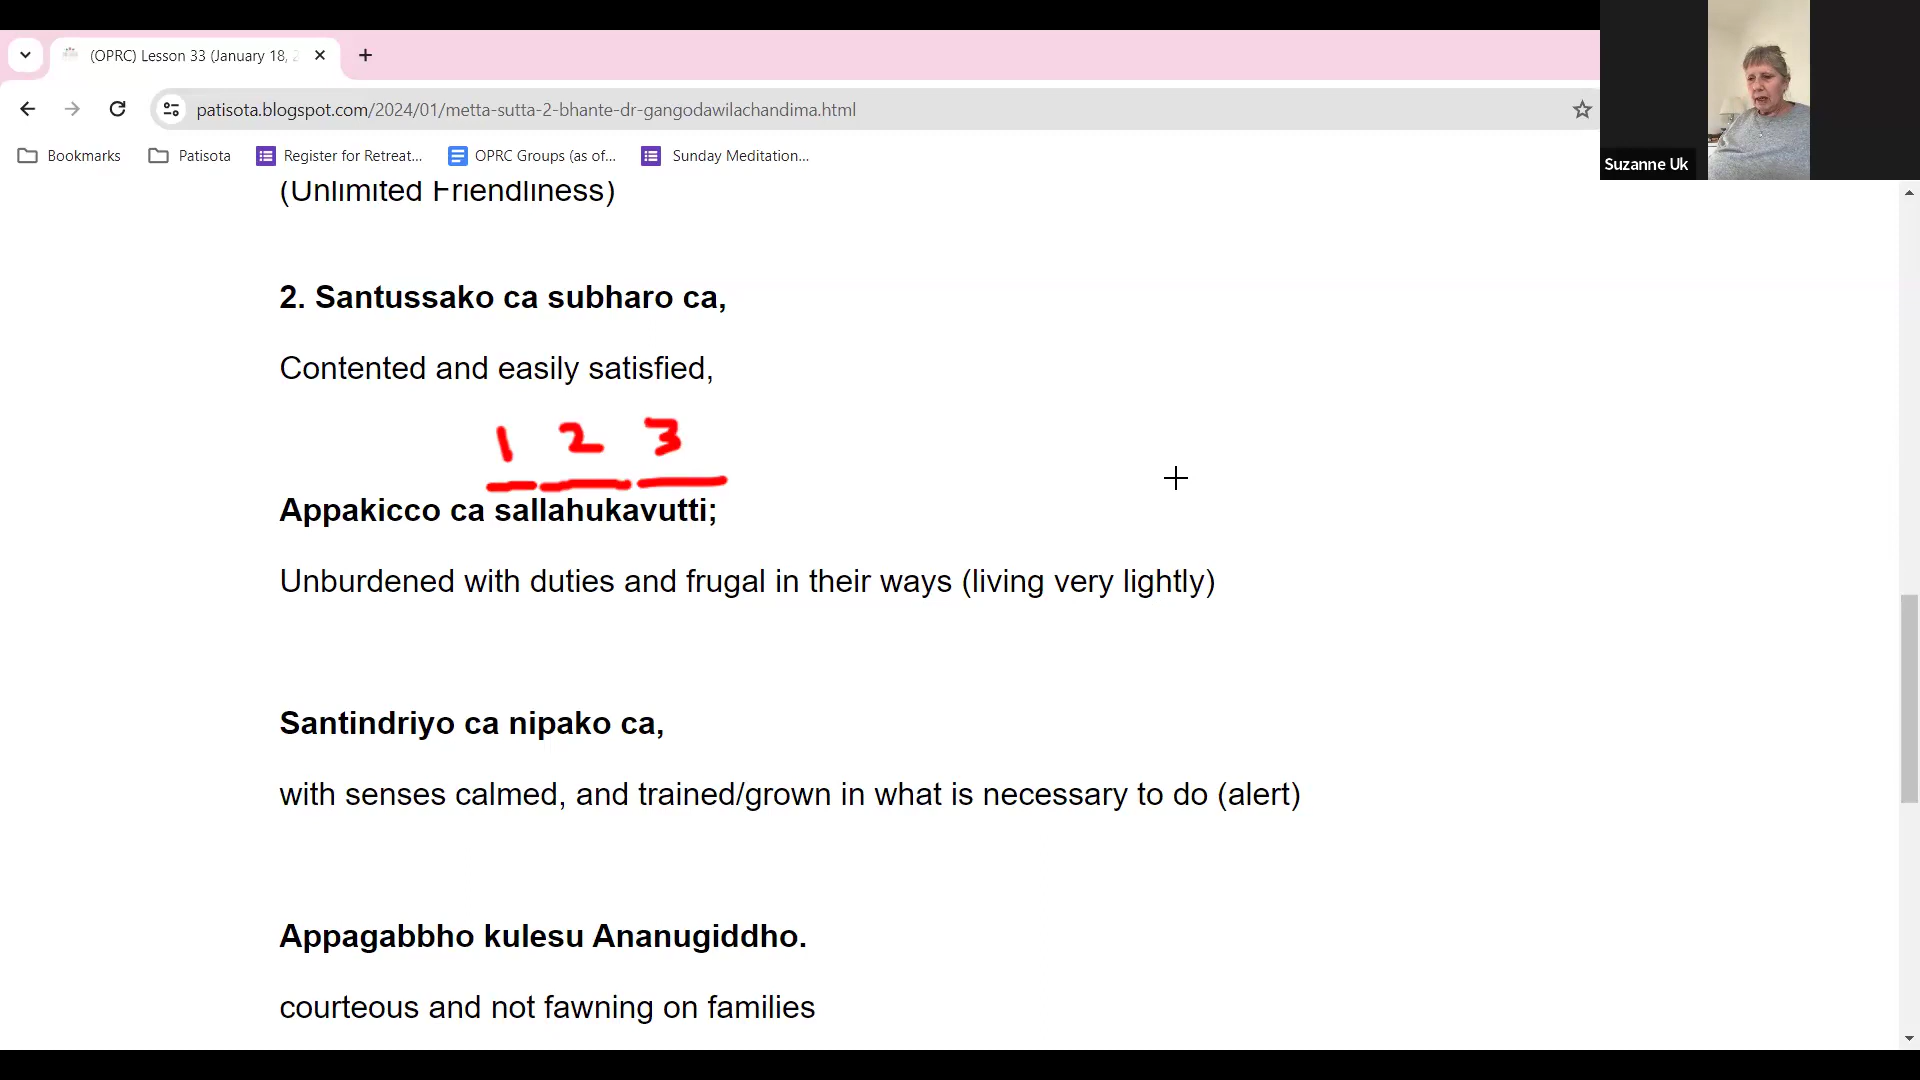 (OPRC) Lesson 33 (January 18, 2
patisota.blogspot.com/2024/01/metta-sutta-2-bhante-dr-gangodawilachandima.html
Bookmarks Patisota Register for Retreat... OPRC Groups (as of... Sunday Meditation...
Suzanne Uk
(Unlimited Friendliness)
2. Santussako ca subharo ca,
Contented and easily satisfied,
1 2 3
Appakicco ca sallahukavutti;
Unburdened with duties and frugal in their ways (living very lightly)
Santindriyo ca nipako ca,
with senses calmed, and trained/grown in what is necessary to do (alert)
Appagabbho kulesu Ananugiddho.
courteous and not fawning on families